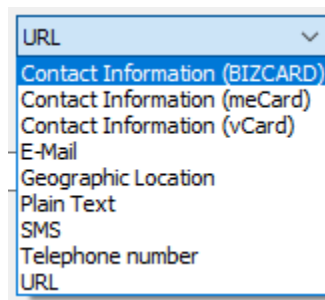 URL
Contact Information (BIZCARD)
Contact Information (meCard)
Contact Information (vCard)
E-Mail
Geographic Location
Plain Text
SMS
Telephone number
URL